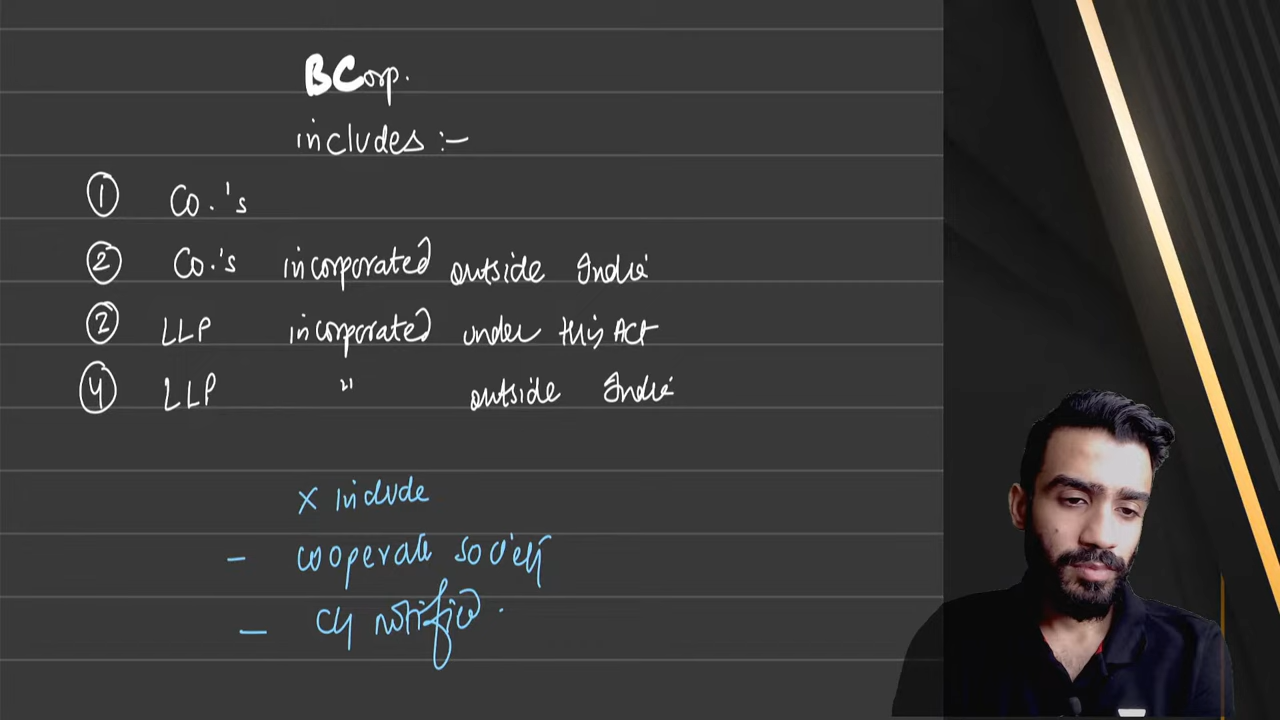 BCorp.
includes :-
① Co.'s
② Co.'s incorporated outside India
② LLP incorporated under this Act
④ LLP " outside India
x include
- cooperate society
- CG notified.